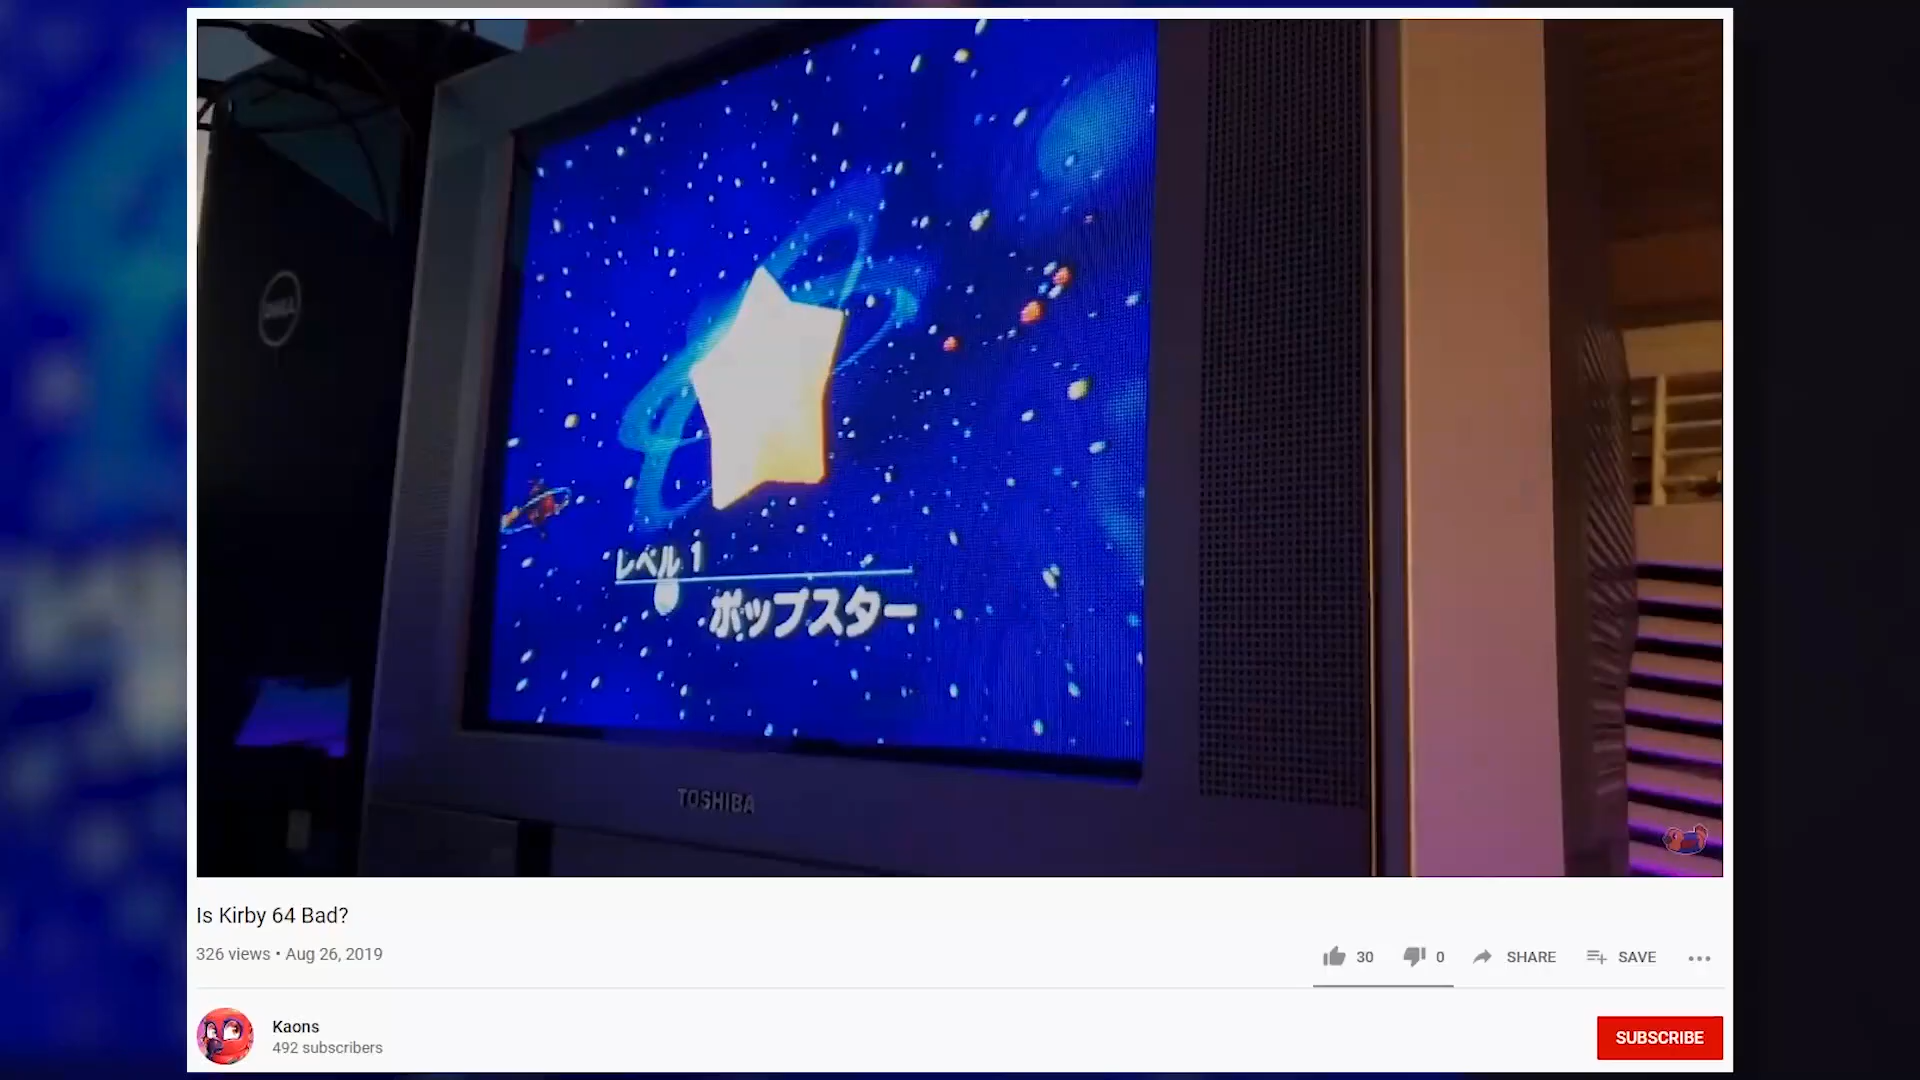 DELL
レベル 1
ポップスター
TOSHIBA
Is Kirby 64 Bad?
326 views • Aug 26, 2019
30
0
SHARE
SAVE
Kaons
492 subscribers
SUBSCRIBE